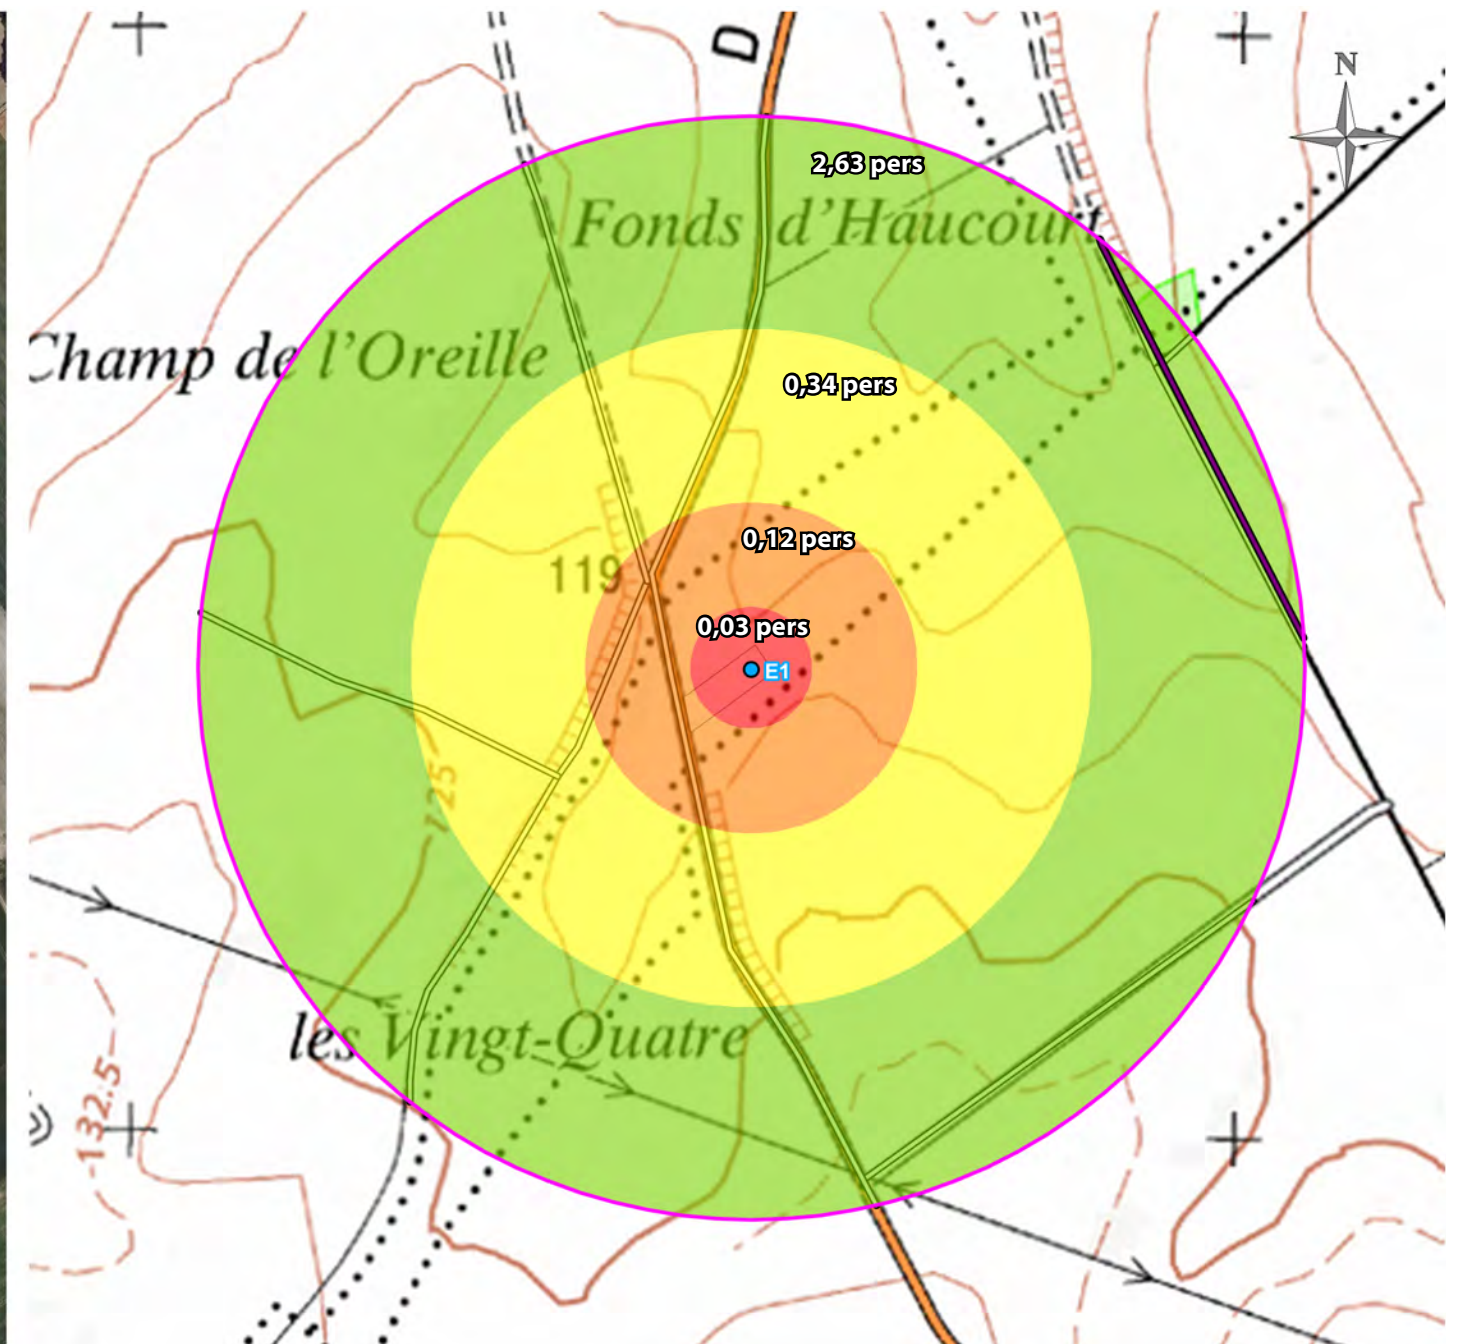 D
N
2,63 pers
Fonds d'Haucourt
Champ de l'Oreille
0,34 pers
0,12 pers
119
0,03 pers
E1
125
les Vingt-Quatre
132.5